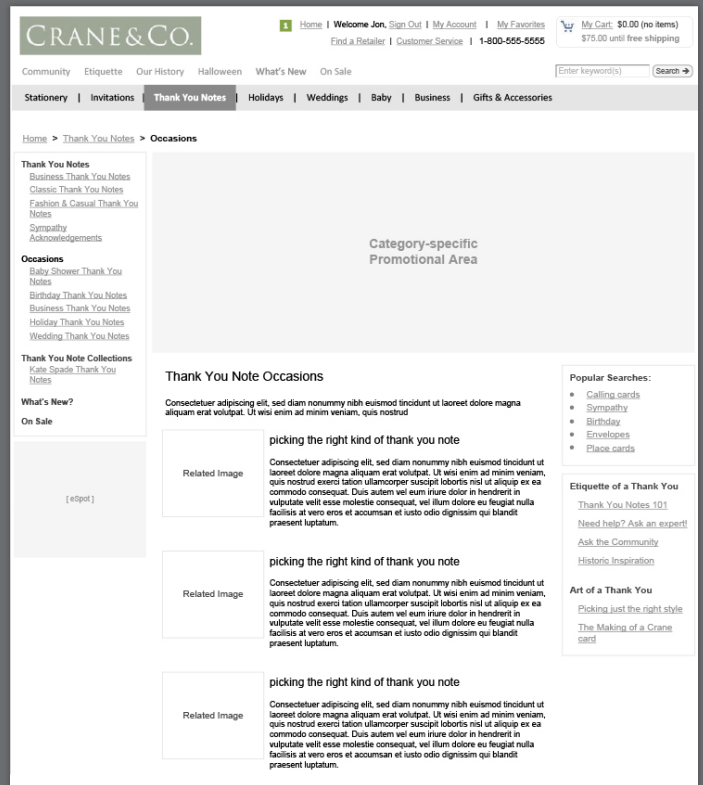 CRANE & CO.
1 Home | Welcome Jon, Sign Out | My Account | My Favorites
Find a Retailer | Customer Service | 1-800-555-5555
My Cart: $0.00 (no items)
$75.00 until free shipping
Community Etiquette Our History Halloween What's New On Sale
Enter keyword(s) Search
Stationery | Invitations | Thank You Notes | Holidays | Weddings | Baby | Business | Gifts & Accessories
Home > Thank You Notes > Occasions
Thank You Notes
Business Thank You Notes
Classic Thank You Notes
Fashion & Casual Thank You
Notes
Sympathy
Acknowledgements
Occasions
Baby Shower Thank You
Notes
Birthday Thank You Notes
Business Thank You Notes
Holiday Thank You Notes
Wedding Thank You Notes
Thank You Note Collections
Kate Spade Thank You
Notes
What's New?
On Sale
[ eSpot ]
Category-specific
Promotional Area
Thank You Note Occasions
Consectetuer adipiscing elit, sed diam nonummy nibh euismod tincidunt ut laoreet dolore magna
aliquam erat volutpat. Ut wisi enim ad minim veniam, quis nostrud
Related Image
picking the right kind of thank you note
Consectetuer adipiscing elit, sed diam nonummy nibh euismod tincidunt ut
laoreet dolore magna aliquam erat volutpat. Ut wisi enim ad minim veniam,
quis nostrud exerci tation ullamcorper suscipit lobortis nisl ut aliquip ex ea
commodo consequat. Duis autem vel eum iriure dolor in hendrerit in
vulputate velit esse molestie consequat, vel illum dolore eu feugiat nulla
facilisis at vero eros et accumsan et iusto odio dignissim qui blandit
praesent luptatum.
Related Image
picking the right kind of thank you note
Consectetuer adipiscing elit, sed diam nonummy nibh euismod tincidunt ut
laoreet dolore magna aliquam erat volutpat. Ut wisi enim ad minim veniam,
quis nostrud exerci tation ullamcorper suscipit lobortis nisl ut aliquip ex ea
commodo consequat. Duis autem vel eum iriure dolor in hendrerit in
vulputate velit esse molestie consequat, vel illum dolore eu feugiat nulla
facilisis at vero eros et accumsan et iusto odio dignissim qui blandit
praesent luptatum.
Related Image
picking the right kind of thank you note
Consectetuer adipiscing elit, sed diam nonummy nibh euismod tincidunt ut
laoreet dolore magna aliquam erat volutpat. Ut wisi enim ad minim veniam,
quis nostrud exerci tation ullamcorper suscipit lobortis nisl ut aliquip ex ea
commodo consequat. Duis autem vel eum iriure dolor in hendrerit in
vulputate velit esse molestie consequat, vel illum dolore eu feugiat nulla
facilisis at vero eros et accumsan et iusto odio dignissim qui blandit
praesent luptatum.
Popular Searches:
Calling cards
Sympathy
Birthday
Envelopes
Place cards
Etiquette of a Thank You
Thank You Notes 101
Need help? Ask an expert!
Ask the Community
Historic Inspiration
Art of a Thank You
Picking just the right style
The Making of a Crane
card